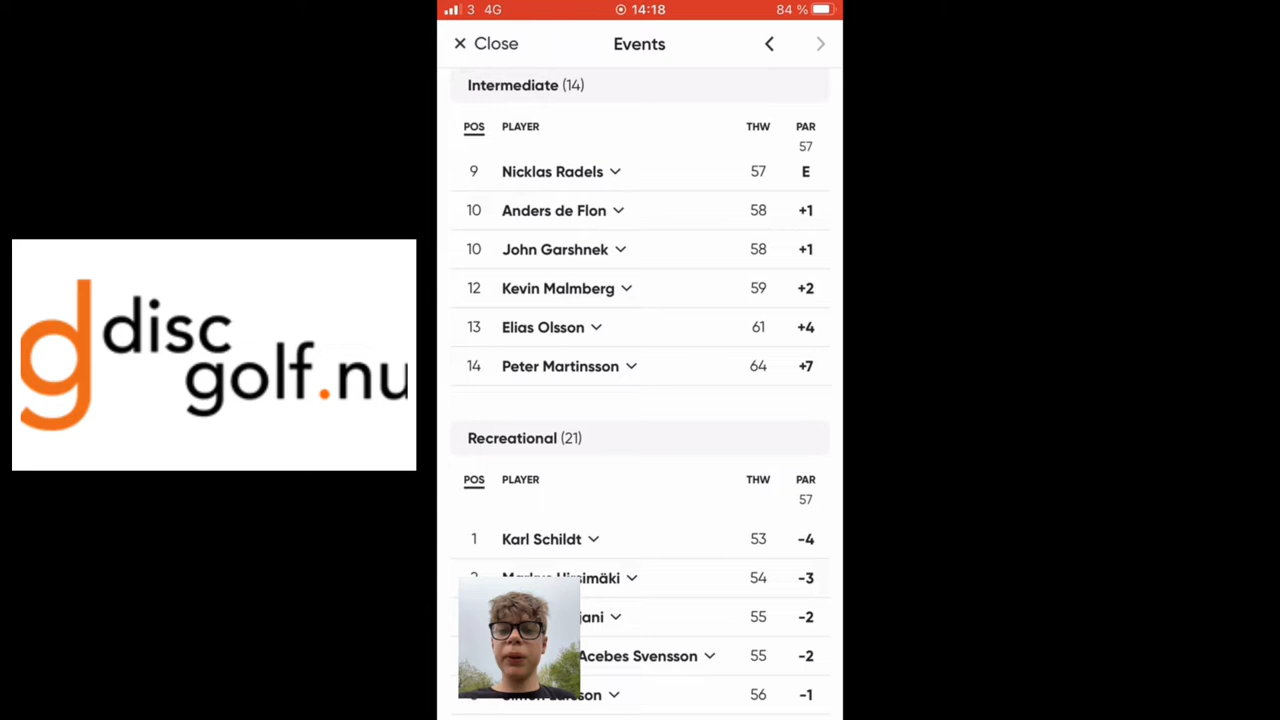 3 4G 14:18 84 %
× Close Events
Intermediate (14)
POS PLAYER THW PAR
57
9 Nicklas Radels 57 E
10 Anders de Flon 58 +1
10 John Garshnek 58 +1
12 Kevin Malmberg 59 +2
13 Elias Olsson 61 +4
14 Peter Martinsson 64 +7
Recreational (21)
POS PLAYER THW PAR
57
1 Karl Schildt 53 -4
54 -3
55 -2
Acebes Svensson 55 -2
56 -1
d disc
golf.nu